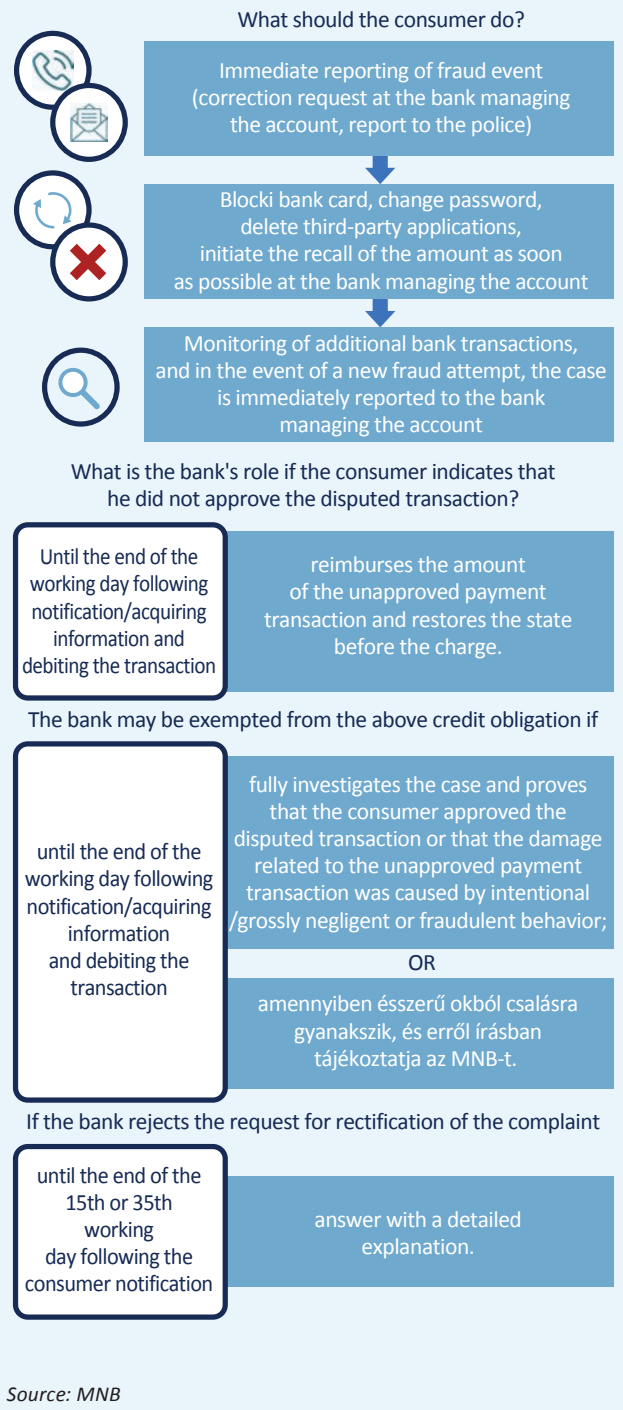 What should the consumer do?
Immediate reporting of fraud event
(correction request at the bank managing
the account, report to the police)
Blocki bank card, change password,
delete third-party applications,
initiate the recall of the amount as soon
as possible at the bank managing the account
Monitoring of additional bank transactions,
and in the event of a new fraud attempt, the case
is immediately reported to the bank
managing the account
What is the bank's role if the consumer indicates that
he did not approve the disputed transaction?
Until the end of the
working day following
notification/acquiring
information and
debiting the transaction
reimburses the amount
of the unapproved payment
transaction and restores the state
before the charge.
The bank may be exempted from the above credit obligation if
until the end of the
working day following
notification/acquiring
information
and debiting the
transaction
fully investigates the case and proves
that the consumer approved the
disputed transaction or that the damage
related to the unapproved payment
transaction was caused by intentional
/grossly negligent or fraudulent behavior;
OR
amennyiben ésszerű okból csalásra
gyanakszik, és erről írásban
tájékoztatja az MNB-t.
If the bank rejects the request for rectification of the complaint
until the end of the
15th or 35th
working
day following the
consumer notification
answer with a detailed
explanation.
Source: MNB